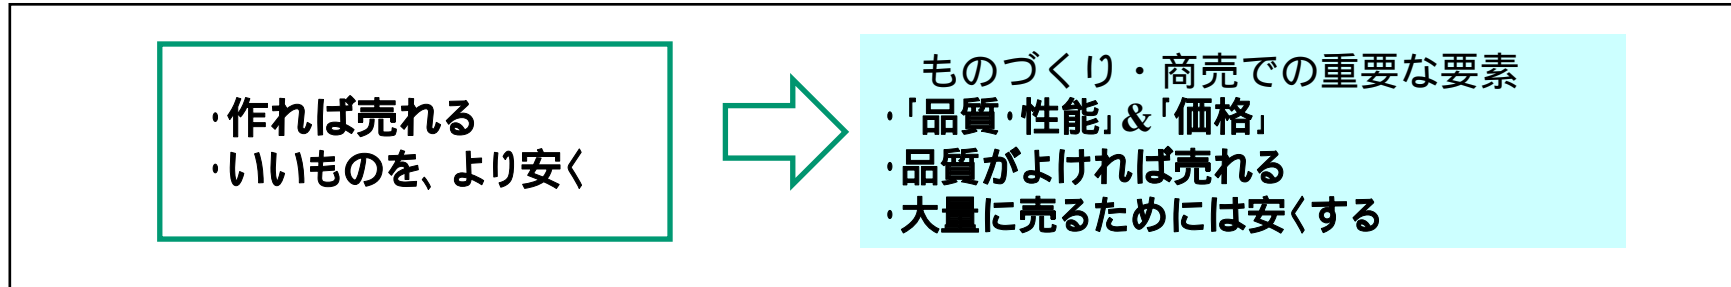 ・作れば売れる
・いいものを、より安く
ものづくり・商売での重要な要素
・「品質・性能」&「価格」
・品質がよければ売れる
・大量に売るためには安くする